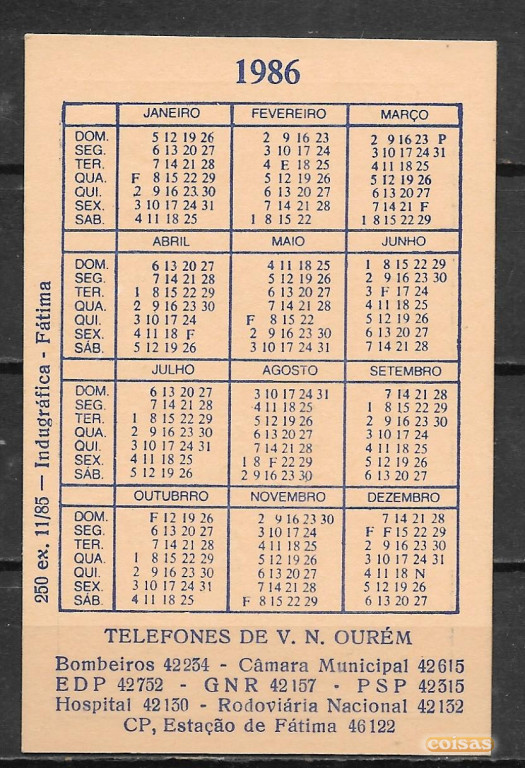 1986
JANEIRO FEVEREIRO MARÇO
DOM. 5 12 19 26 2 9 16 23 2 9 16 23 P
SEG. 6 13 20 27 3 10 17 24 3 10 17 24 31
TER. 7 14 21 28 4 E 18 25 4 11 18 25
QUA. F 8 15 22 29 5 12 19 26 5 12 19 26
QUI. 2 9 16 23 30 6 13 20 27 6 13 20 27
SEX. 3 10 17 24 31 7 14 21 28 7 14 21 F
SAB. 4 11 18 25 1 8 15 22 1 8 15 22 29
ABRIL MAIO JUNHO
DOM. 6 13 20 27 4 11 18 25 1 8 15 22 29
SEG. 7 14 21 28 5 12 19 26 2 9 16 23 30
TER. 1 8 15 22 29 6 13 20 27 3 F 17 24
QUA. 2 9 16 23 30 7 14 21 28 4 11 18 25
QUI. 3 10 17 24 F 8 15 22 5 12 19 26
SEX. 4 11 18 F 2 9 16 23 30 6 13 20 27
SÁB. 5 12 19 26 3 10 17 24 31 7 14 21 28
JULHO AGOSTO SETEMBRO
DOM. 6 13 20 27 3 10 17 24 31 7 14 21 28
SEG. 7 14 21 28 4 11 18 25 1 8 15 22 29
TER. 1 8 15 22 29 5 12 19 26 2 9 16 23 30
QUA. 2 9 16 23 30 6 13 20 27 3 10 17 24
QUI. 3 10 17 24 31 7 14 21 28 4 11 18 25
SEX. 4 11 18 25 1 8 F 22 29 5 12 19 26
SÁB. 5 12 19 26 2 9 16 23 30 6 13 20 27
OUTUBRRO NOVEMBRO DEZEMBRO
DOM. F 12 19 26 2 9 16 23 30 7 14 21 28
SEG. 6 13 20 27 3 10 17 24 F F 15 22 29
TER. 7 14 21 28 4 11 18 25 2 9 16 23 30
QUA. 1 8 15 22 29 5 12 19 26 3 10 17 24 31
QUI. 2 9 16 23 30 6 13 20 27 4 11 18 N
SEX. 3 10 17 24 31 7 14 21 28 5 12 19 26
SÁB. 4 11 18 25 F 8 15 22 29 6 13 20 27
250 ex. 11/85 — Indugráfica - Fátima
TELEFONES DE V. N. OURÉM
Bombeiros 42234 - Câmara Municipal 42615
EDP 42752 - GNR 42157 - PSP 42315
Hospital 42130 - Rodoviária Nacional 42132
CP, Estação de Fátima 46122
coisas